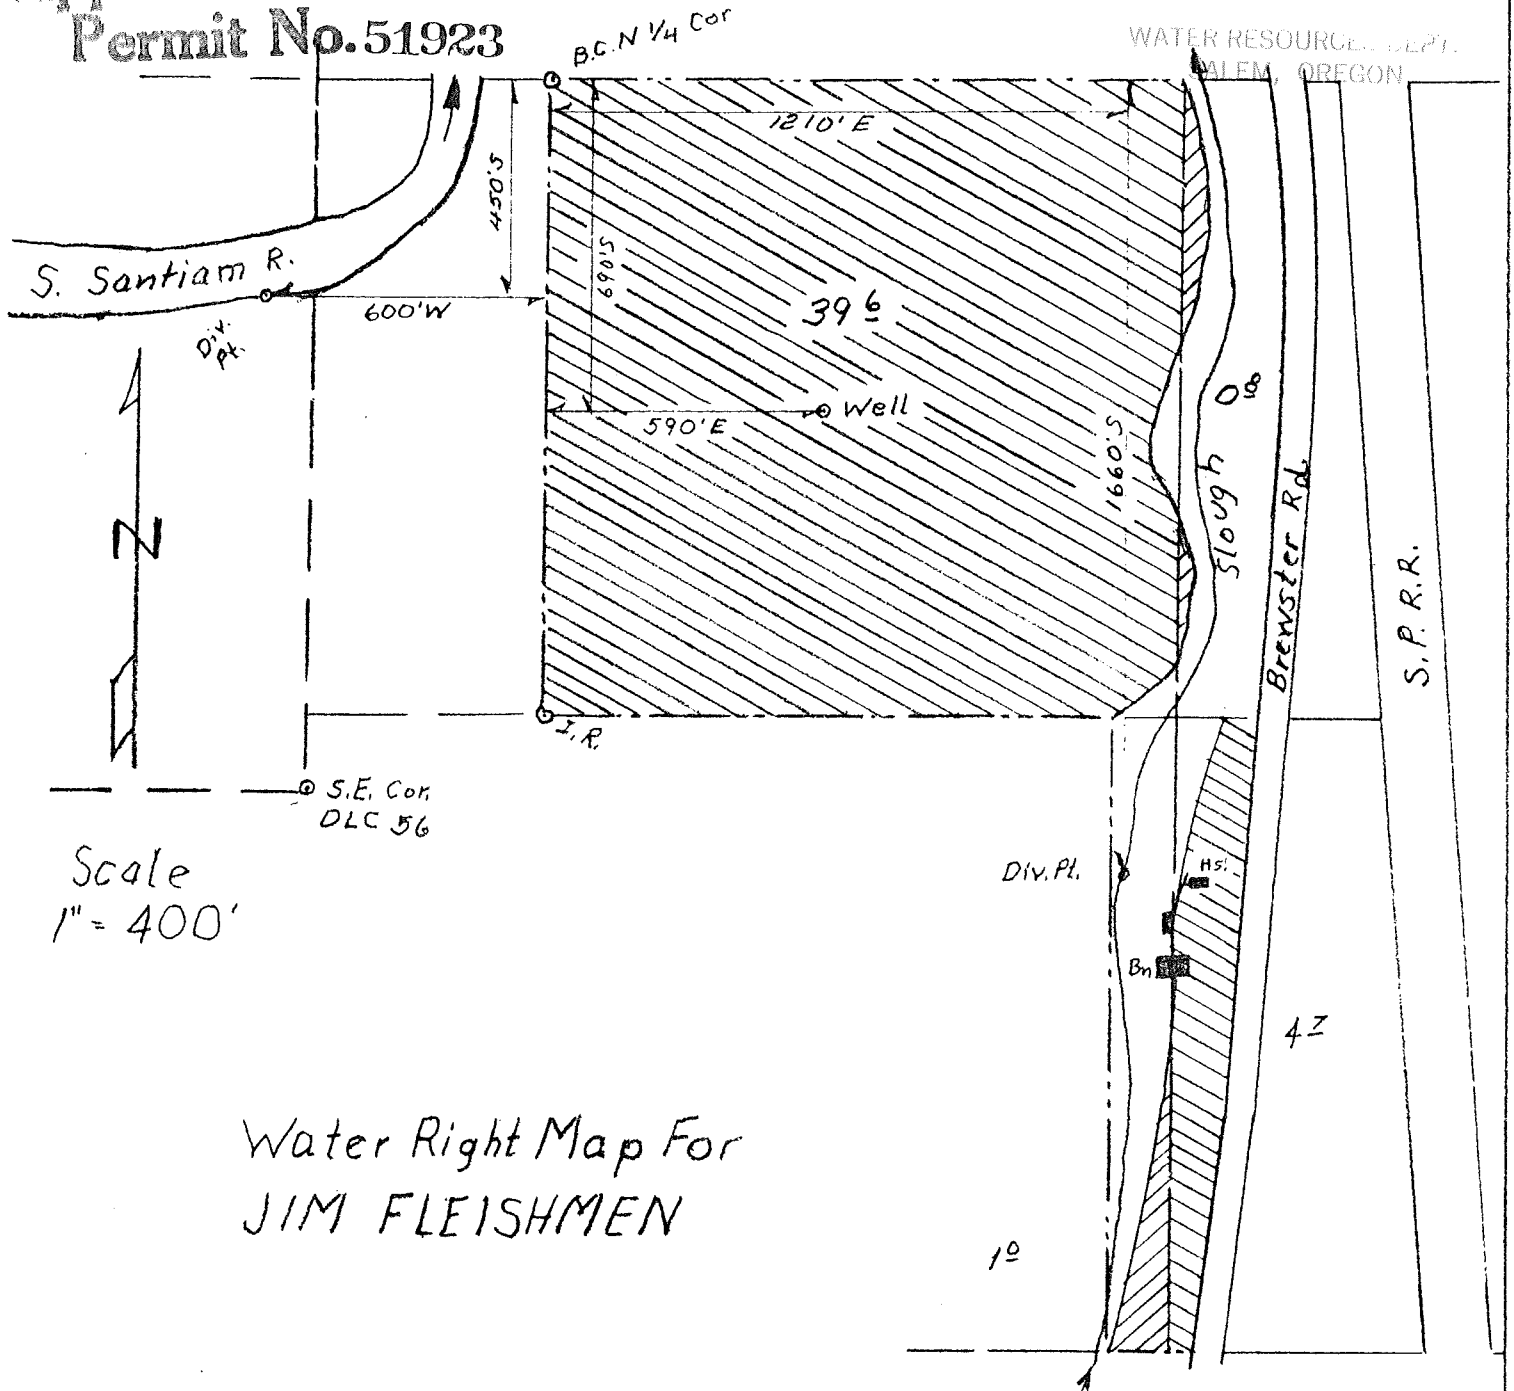 Permit No. 51923
B.C. N 1/4 Cor
WATER RESOURCES DEPT.
SALEM, OREGON
1210' E
450'S
690'S
S. Santiam R.
600'W
39 6
Div. Pt.
Well
590'E
1660'S
0 8
Slough
Brewster Rd.
S.P.R.R.
N
I.R.
S.E. Cor.
DLC 56
Scale
1" = 400'
Div. Pt.
Hs.
Bn
4 7
Water Right Map For
JIM FLEISHMEN
1 0